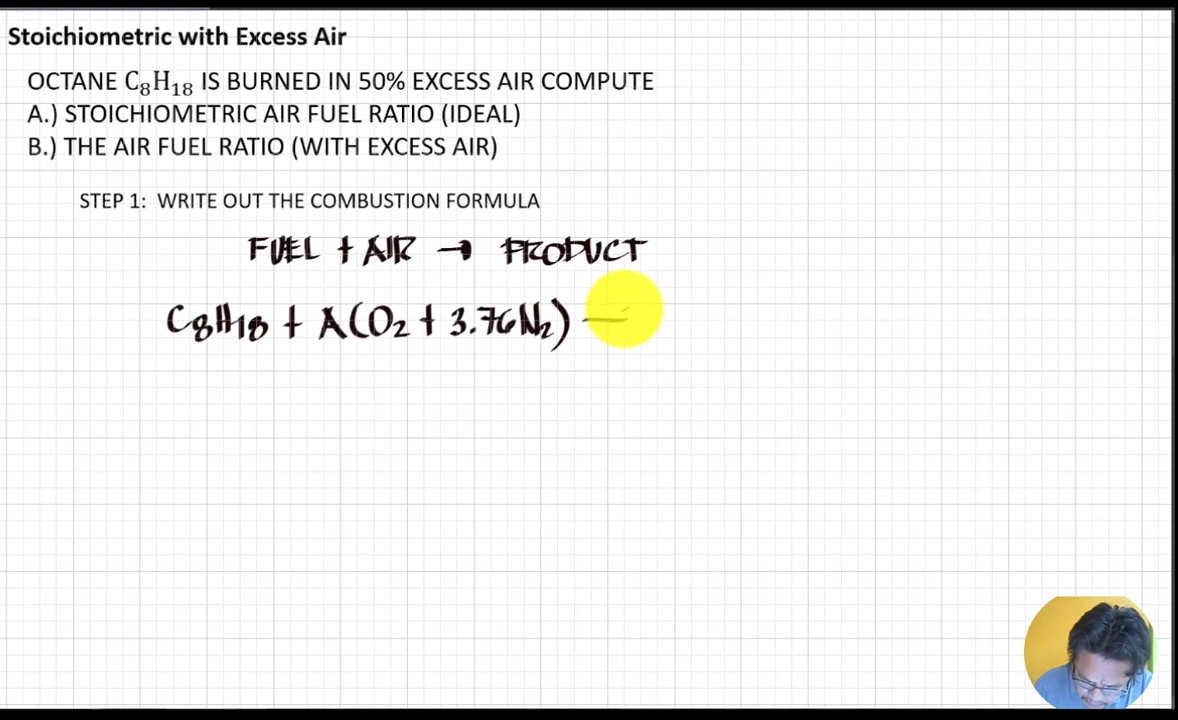 Stoichiometric with Excess Air
OCTANE C₈H₁₈ IS BURNED IN 50% EXCESS AIR COMPUTE
A.) STOICHIOMETRIC AIR FUEL RATIO (IDEAL)
B.) THE AIR FUEL RATIO (WITH EXCESS AIR)
STEP 1: WRITE OUT THE COMBUSTION FORMULA
FUEL + AIR → PRODUCT
C₈H₁₈ + A(O₂ + 3.76N₂) —